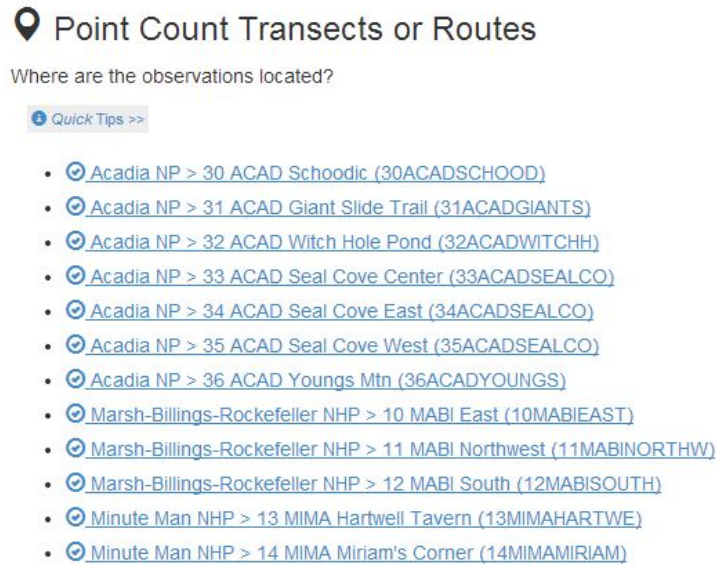 Point Count Transects or Routes
Where are the observations located?
Quick Tips >>
Acadia NP > 30 ACAD Schoodic (30ACADSCHOOD)
Acadia NP > 31 ACAD Giant Slide Trail (31ACADGIANTS)
Acadia NP > 32 ACAD Witch Hole Pond (32ACADWITCHH)
Acadia NP > 33 ACAD Seal Cove Center (33ACADSEALCO)
Acadia NP > 34 ACAD Seal Cove East (34ACADSEALCO)
Acadia NP > 35 ACAD Seal Cove West (35ACADSEALCO)
Acadia NP > 36 ACAD Youngs Mtn (36ACADYOUNGS)
Marsh-Billings-Rockefeller NHP > 10 MABI East (10MABIEAST)
Marsh-Billings-Rockefeller NHP > 11 MABI Northwest (11MABINORTHW)
Marsh-Billings-Rockefeller NHP > 12 MABI South (12MABISOUTH)
Minute Man NHP > 13 MIMA Hartwell Tavern (13MIMAHARTWE)
Minute Man NHP > 14 MIMA Miriam's Corner (14MIMAMIRIAM)